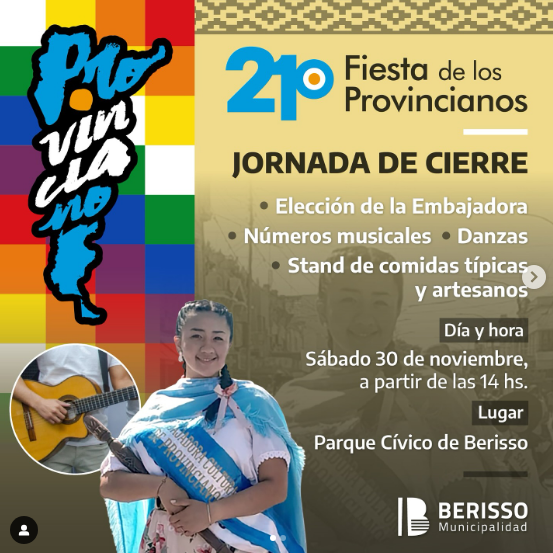 Pro
vin
cia
no
21º Fiesta de los
Provincianos
JORNADA DE CIERRE
• Elección de la Embajadora
• Números musicales • Danzas
• Stand de comidas típicas
y artesanos
Día y hora
Sábado 30 de noviembre,
a partir de las 14 hs.
Lugar
Parque Cívico de Berisso
PROVINCIANOS
BERISSO
Municipalidad